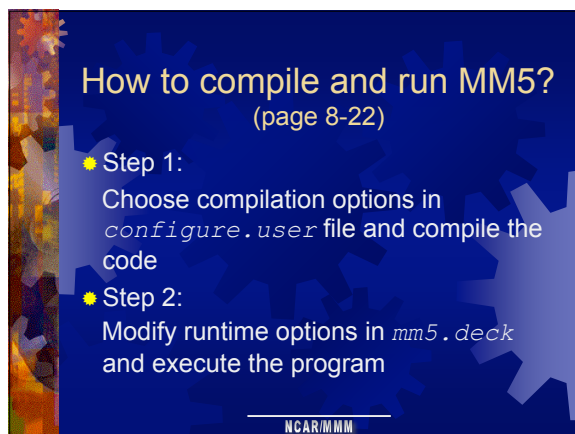 How to compile and run MM5?
(page 8-22)
Step 1:
Choose compilation options in
configure.user file and compile the
code
Step 2:
Modify runtime options in mm5.deck
and execute the program
NCAR/MMM